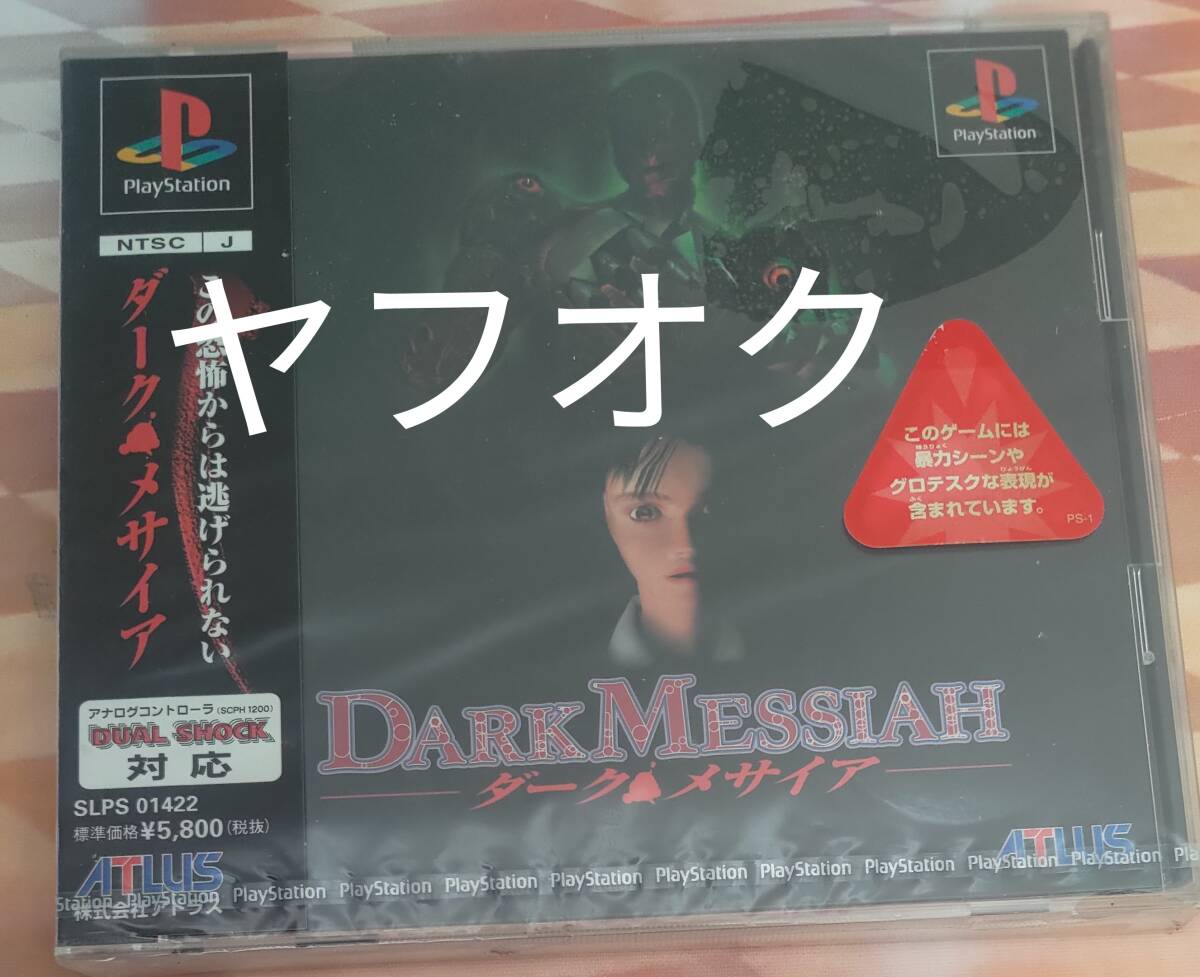 PlayStation
NTSC J
この恐怖からは逃げられない
ダークメサイア
アナログコントローラ(SCPH 1200)
DUAL SHOCK
対応
SLPS 01422
標準価格¥5,800(税抜)
ATLUS
株式会社アトラス
PlayStation
ヤフオク
このゲームには
暴力シーンや
グロテスクな表現が
含まれています。
PS-1
DARK MESSIAH
ダークメサイア
ATLUS
Station PlayStation PlayStation PlayStation PlayStation PlayStation PlayStation PlayStation PlayStation PlayStation PlayStation Pla